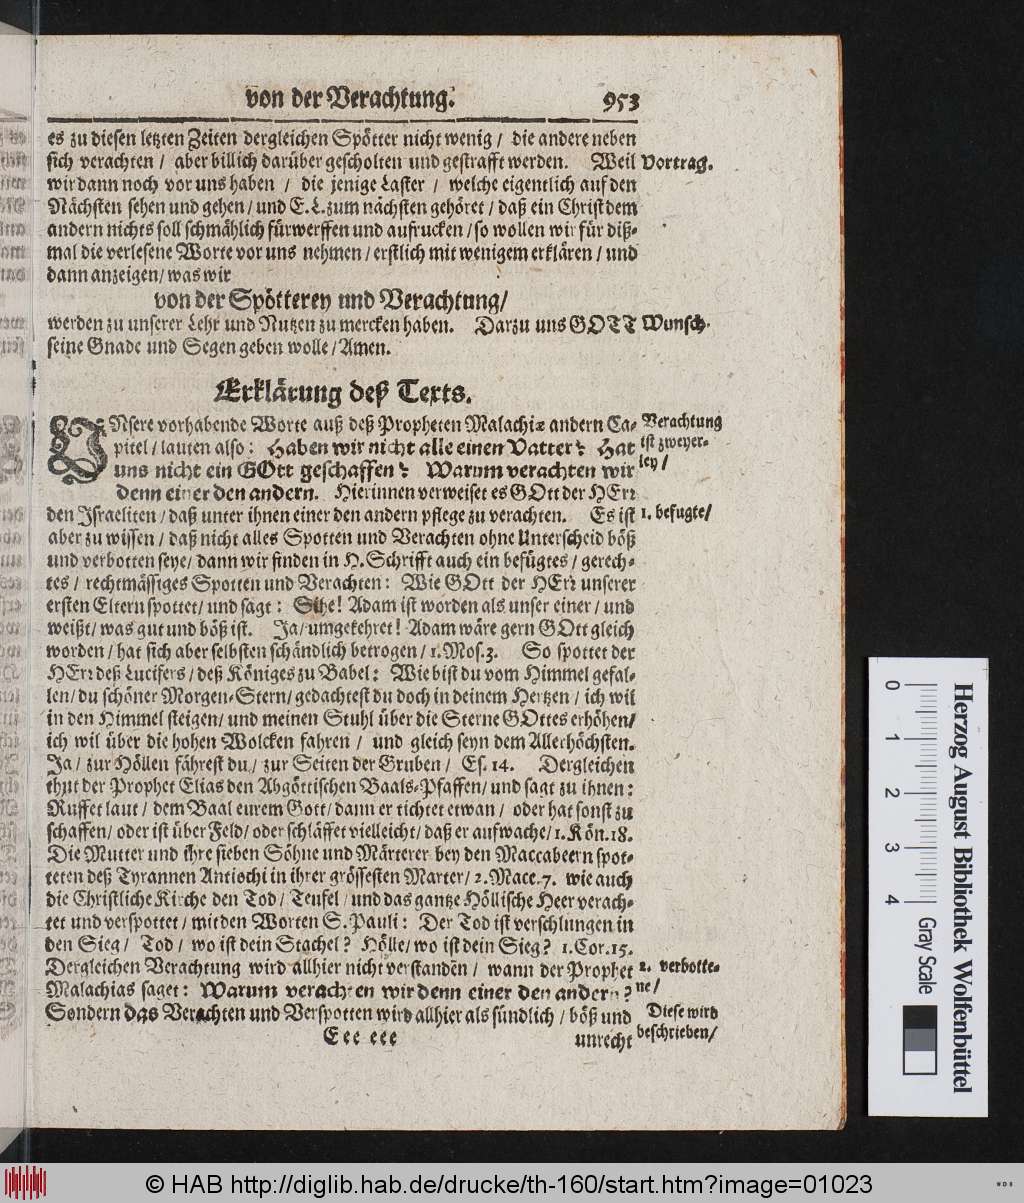 von der Verachtung. 953
es zu diesen letzten Zeiten dergleichen Spötter nicht wenig / die andere neben
sich verachten / aber billich darüber gescholten und gestrafft werden. Weil
Vortrag.
wir dann noch vor uns haben / die jenige Laster / welche eigentlich auf den
Nächsten sehen und gehen / und E. L. zum nächsten gehöret / daß ein Christ dem
andern nichts soll schmählich fürwerffen und aufrucken / so wollen wir für diß-
mal die verlesene Worte vor uns nehmen / erstlich mit wenigem erklären / und
dann anzeigen / was wir
von der Spötterey und Verachtung /
werden zu unserer Lehr und Nutzen zu mercken haben. Darzu uns GOTT
Wunsch.
seine Gnade und Segen geben wolle / Amen.
Erklärung deß Texts.
UNsere vorhabende Worte auß deß Propheten Malachiæ andern Ca-
pitel / lauten also: Haben wir nicht alle einen Vatter? Hat
uns nicht ein GOtt geschaffen? Warum verachten wir
denn einer den andern. Hierinnen verweiset es GOtt der HErr
Verachtung
ist zweyer-
ley /
den Israeliten / daß unter ihnen einer den andern pflege zu verachten. Es ist
1. befugte /
aber zu wissen / daß nicht alles Spotten und Verachten ohne Unterscheid böß
und verbotten seye / dann wir finden in H. Schrifft auch ein befügtes / gerech-
tes / rechtmässiges Spotten und Verachten: Wie GOtt der HErr unserer
ersten Eltern spottet / und sagt: Sihe! Adam ist worden als unser einer / und
weißt / was gut und böß ist. Ja / umgekehret! Adam wäre gern GOtt gleich
worden / hat sich aber selbsten schändlich betrogen / 1. Mos. 3. So spottet der
HErr deß Lucifers / deß Königes zu Babel: Wie bist du vom Himmel gefal-
len / du schöner Morgen-Stern / gedachtest du doch in deinem Hertzen / ich wil
in den Himmel steigen / und meinen Stuhl über die Sterne GOttes erhöhen /
ich wil über die hohen Wolcken fahren / und gleich seyn dem Allerhöchsten.
Ja / zur Höllen fährest du / zur Seiten der Gruben / Es. 14. Dergleichen
thut der Prophet Elias den Abgöttischen Baals-Pfaffen / und sagt zu ihnen:
Ruffet laut / dem Baal eurem Gott / dann er tichtet etwan / oder hat sonst zu
schaffen / oder ist über Feld / oder schläffet vielleicht / daß er aufwache / 1. Kön. 18.
Die Mutter und ihre sieben Söhne und Märterer bey den Maccabeern spot-
teten deß Tyrannen Antiochi in ihrer grössesten Marter / 2. Macc. 7. wie auch
die Christliche Kirche den Tod / Teufel / und das gantze Höllische Heer verach-
tet und verspottet / mit den Worten S. Pauli: Der Tod ist verschlungen in
den Sieg / Tod / wo ist dein Stachel? Hölle / wo ist dein Sieg? 1. Cor. 15.
Dergleichen Verachtung wird allhier nicht verstanden / wann der Prophet
Malachias saget: Warum verachten wir denn einer den andern?
2. verbotte-
ne /
Sondern das Verachten und Verspotten wird allhier als sündlich / böß und
Diese wird
beschrieben /
Eee eee unrecht
Herzog August Bibliothek Wolfenbüttel
0 1 2 3 4 Gray Scale
© HAB http://diglib.hab.de/drucke/th-160/start.htm?image=01023